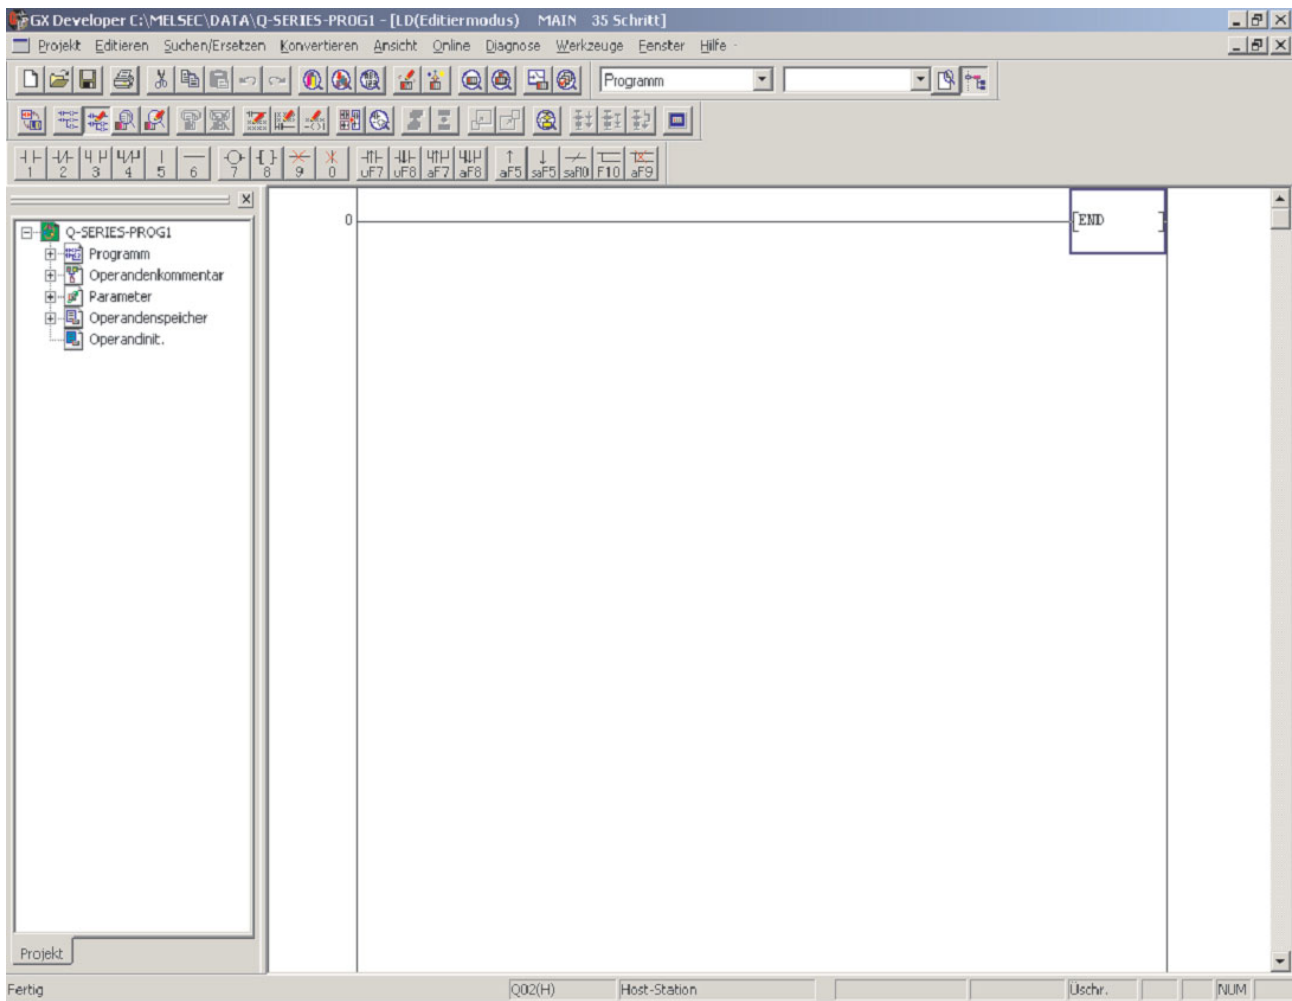 GX Developer C:\MELSEC\DATA\Q-SERIES-PROG1 - [LD(Editiermodus) MAIN 35 Schritt]
Projekt Editieren Suchen/Ersetzen Konvertieren Ansicht Online Diagnose Werkzeuge Fenster Hilfe
Programm
1 2 3 4 5 6 7 8 9 0 uF7 uF8 aF7 aF8 aF5 saF5 saf10 F10 aF9
0 [END ]
Q-SERIES-PROG1
Programm
Operandenkommentar
Parameter
Operandenspeicher
Operandinit.
Projekt
Fertig Q02(H) Host-Station Üschr. NUM